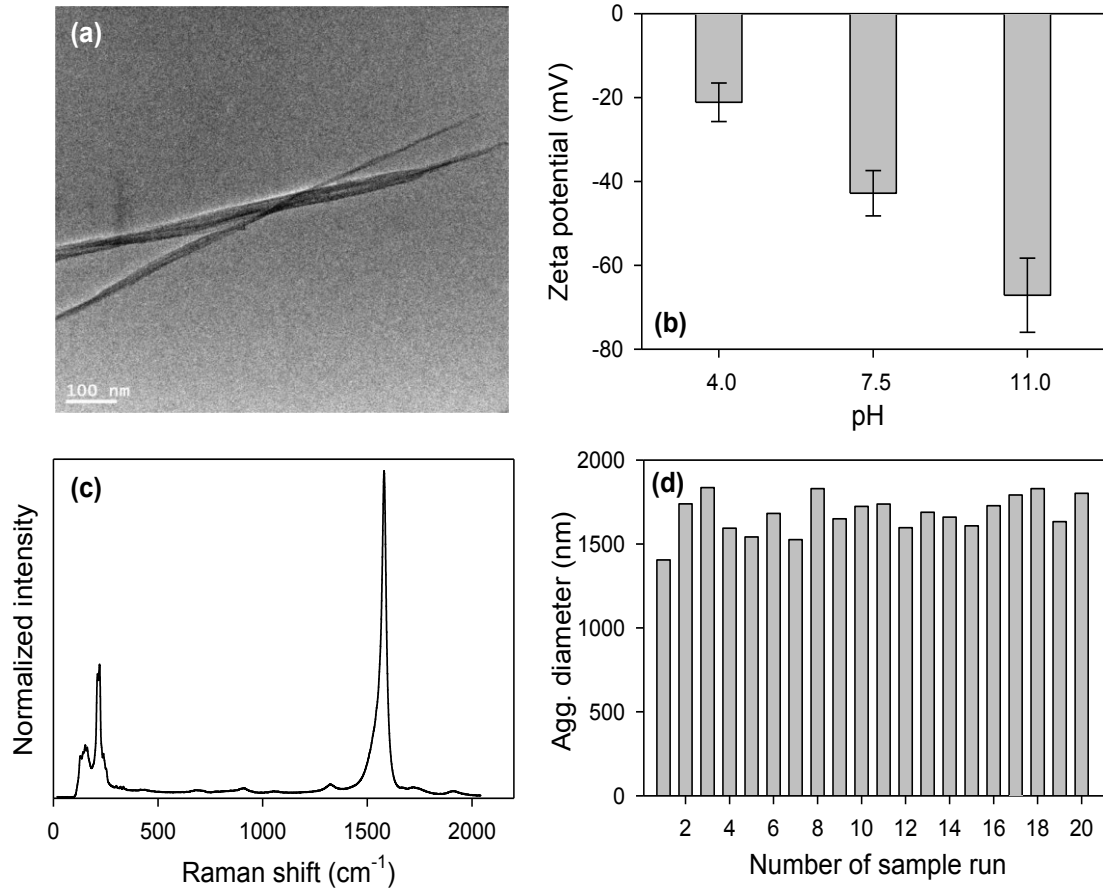 (a)
100 nm
0
-20
-40
-60
-80
Zeta potential (mV)
(b)
4.0 7.5 11.0
pH
(c)
Normalized intensity
0 500 1000 1500 2000
Raman shift (cm⁻¹)
(d)
2000
1500
1000
500
0
Agg. diameter (nm)
2 4 6 8 10 12 14 16 18 20
Number of sample run